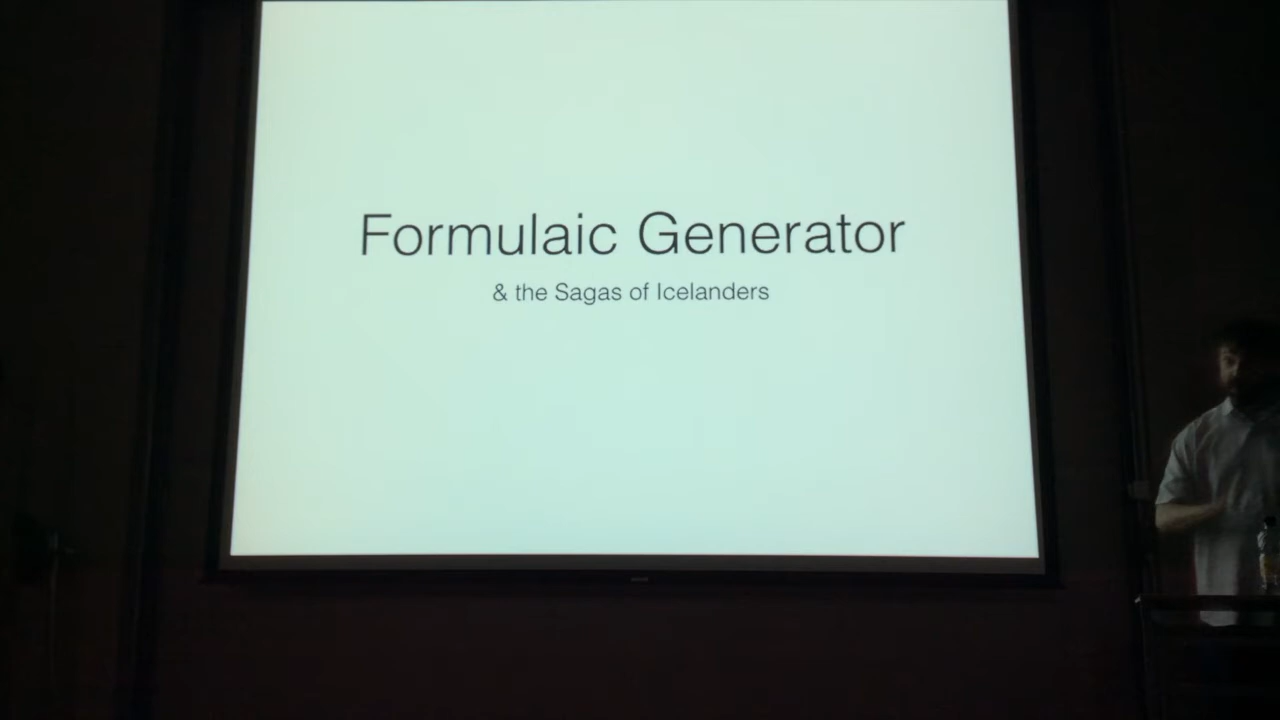 Formulaic Generator
& the Sagas of Icelanders